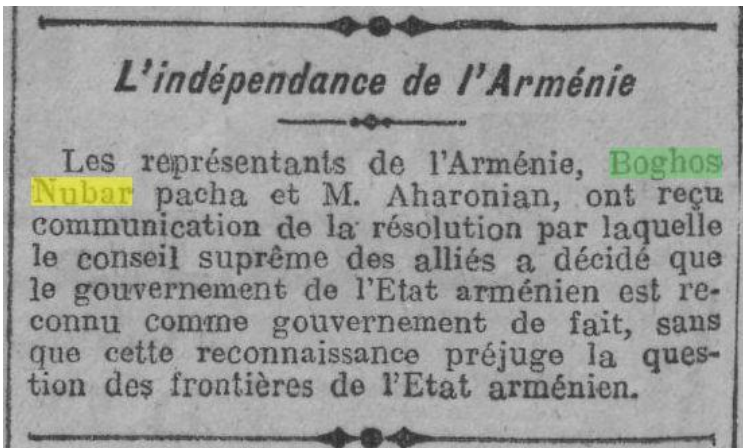 L'indépendance de l'Arménie
Les représentants de l'Arménie, Boghos
Nubar pacha et M. Aharonian, ont reçu
communication de la résolution par laquelle
le conseil suprême des alliés a décidé que
le gouvernement de l'Etat arménien est re-
connu comme gouvernement de fait, sans
que cette reconnaissance préjuge la ques-
tion des frontières de l'Etat arménien.